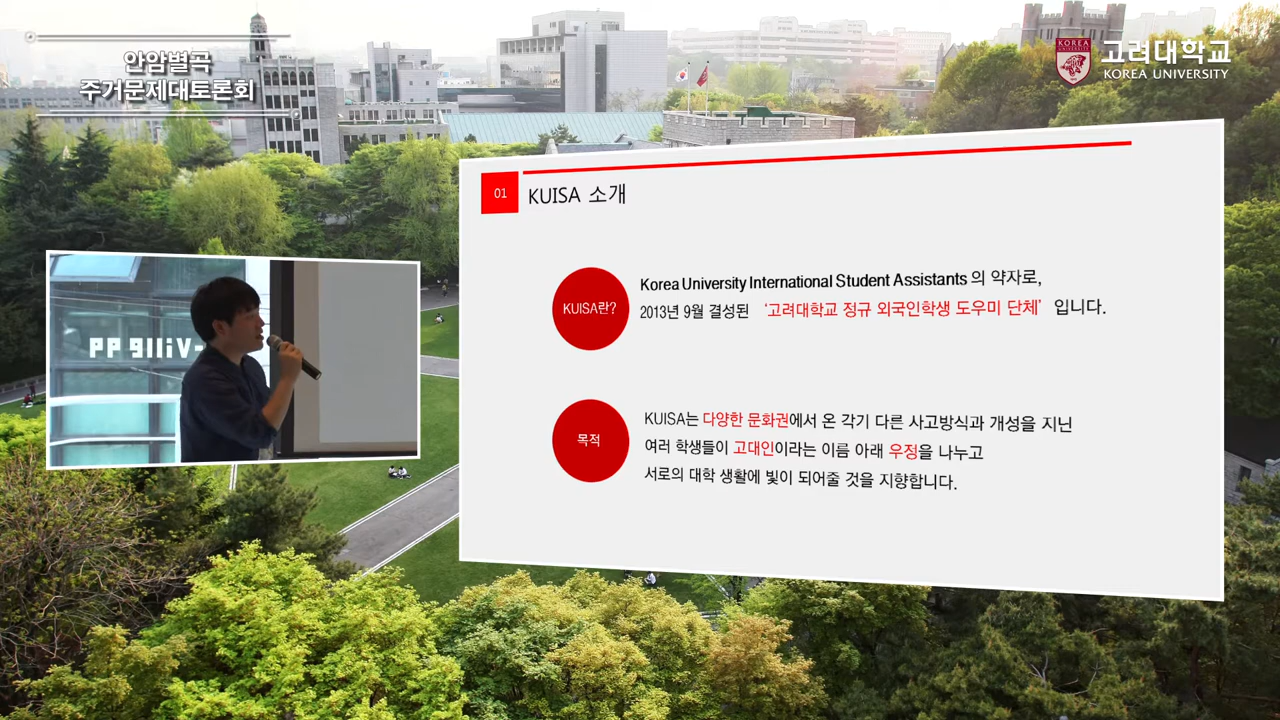 안암별곡
주거문제대토론회
KOREA
고려대학교
KOREA UNIVERSITY
01
KUISA 소개
KUISA란?
Korea University International Student Assistants 의 약자로,
2013년 9월 결성된 ‘고려대학교 정규 외국인학생 도우미 단체’ 입니다.
목적
KUISA는 다양한 문화권에서 온 각기 다른 사고방식과 개성을 지닌
여러 학생들이 고대인이라는 이름 아래 우정을 나누고
서로의 대학 생활에 빛이 되어줄 것을 지향합니다.